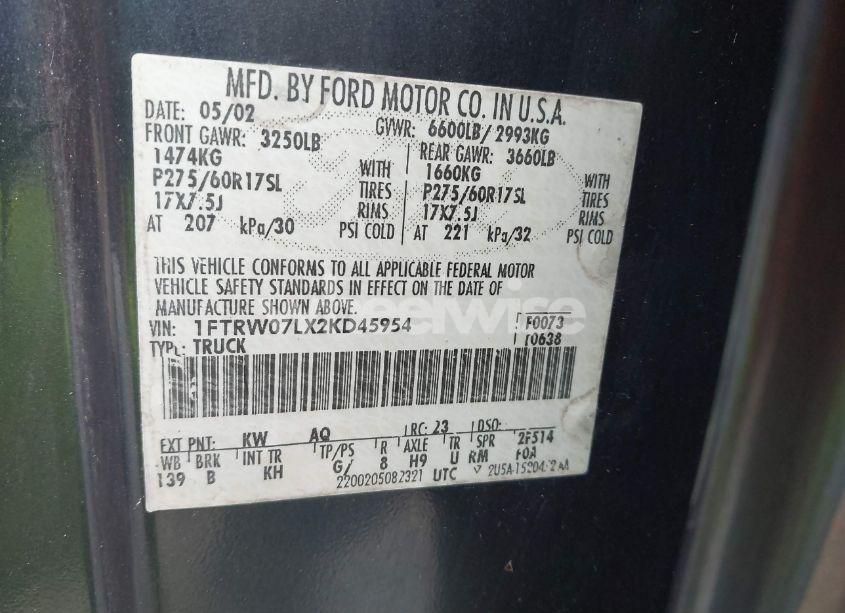 MFD. BY FORD MOTOR CO. IN U.S.A.
DATE: 05/02 GVWR: 6600LB/2993KG
FRONT GAWR: 3250LB REAR GAWR: 3660LB
1474KG WITH 1660KG WITH
P275/60R17SL TIRES P275/60R17SL TIRES
17X7.5J RIMS 17X7.5J RIMS
AT 207 kPa/30 PSI COLD AT 221 kPa/32 PSI COLD
THIS VEHICLE CONFORMS TO ALL APPLICABLE FEDERAL MOTOR
VEHICLE SAFETY STANDARDS IN EFFECT ON THE DATE OF
MANUFACTURE SHOWN ABOVE.
VIN: 1FTRW07LX2KD45954 F0073
TYPE: TRUCK T0638
EXT PNT: KW AQ RC: 23 DSO:
WB BRK INT TR TP/PS R AXLE TR SPR 2F514
139 B KH G/ 8 H9 U RM F0A
2200205082321 UTC